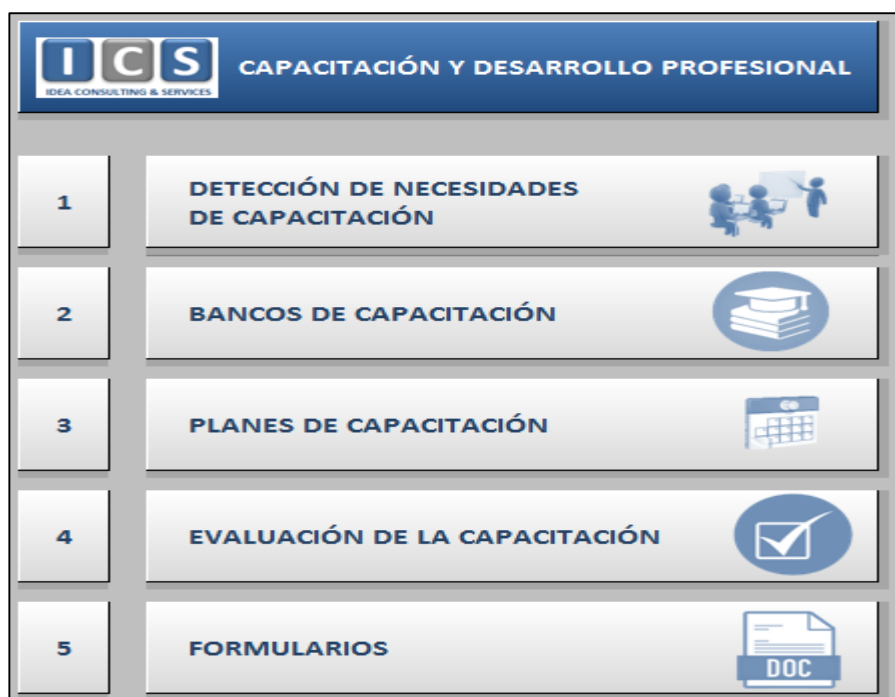 ICS
IDEA CONSULTING & SERVICES
CAPACITACIÓN Y DESARROLLO PROFESIONAL
1
DETECCIÓN DE NECESIDADES
DE CAPACITACIÓN
2
BANCOS DE CAPACITACIÓN
3
PLANES DE CAPACITACIÓN
4
EVALUACIÓN DE LA CAPACITACIÓN
5
FORMULARIOS
DOC